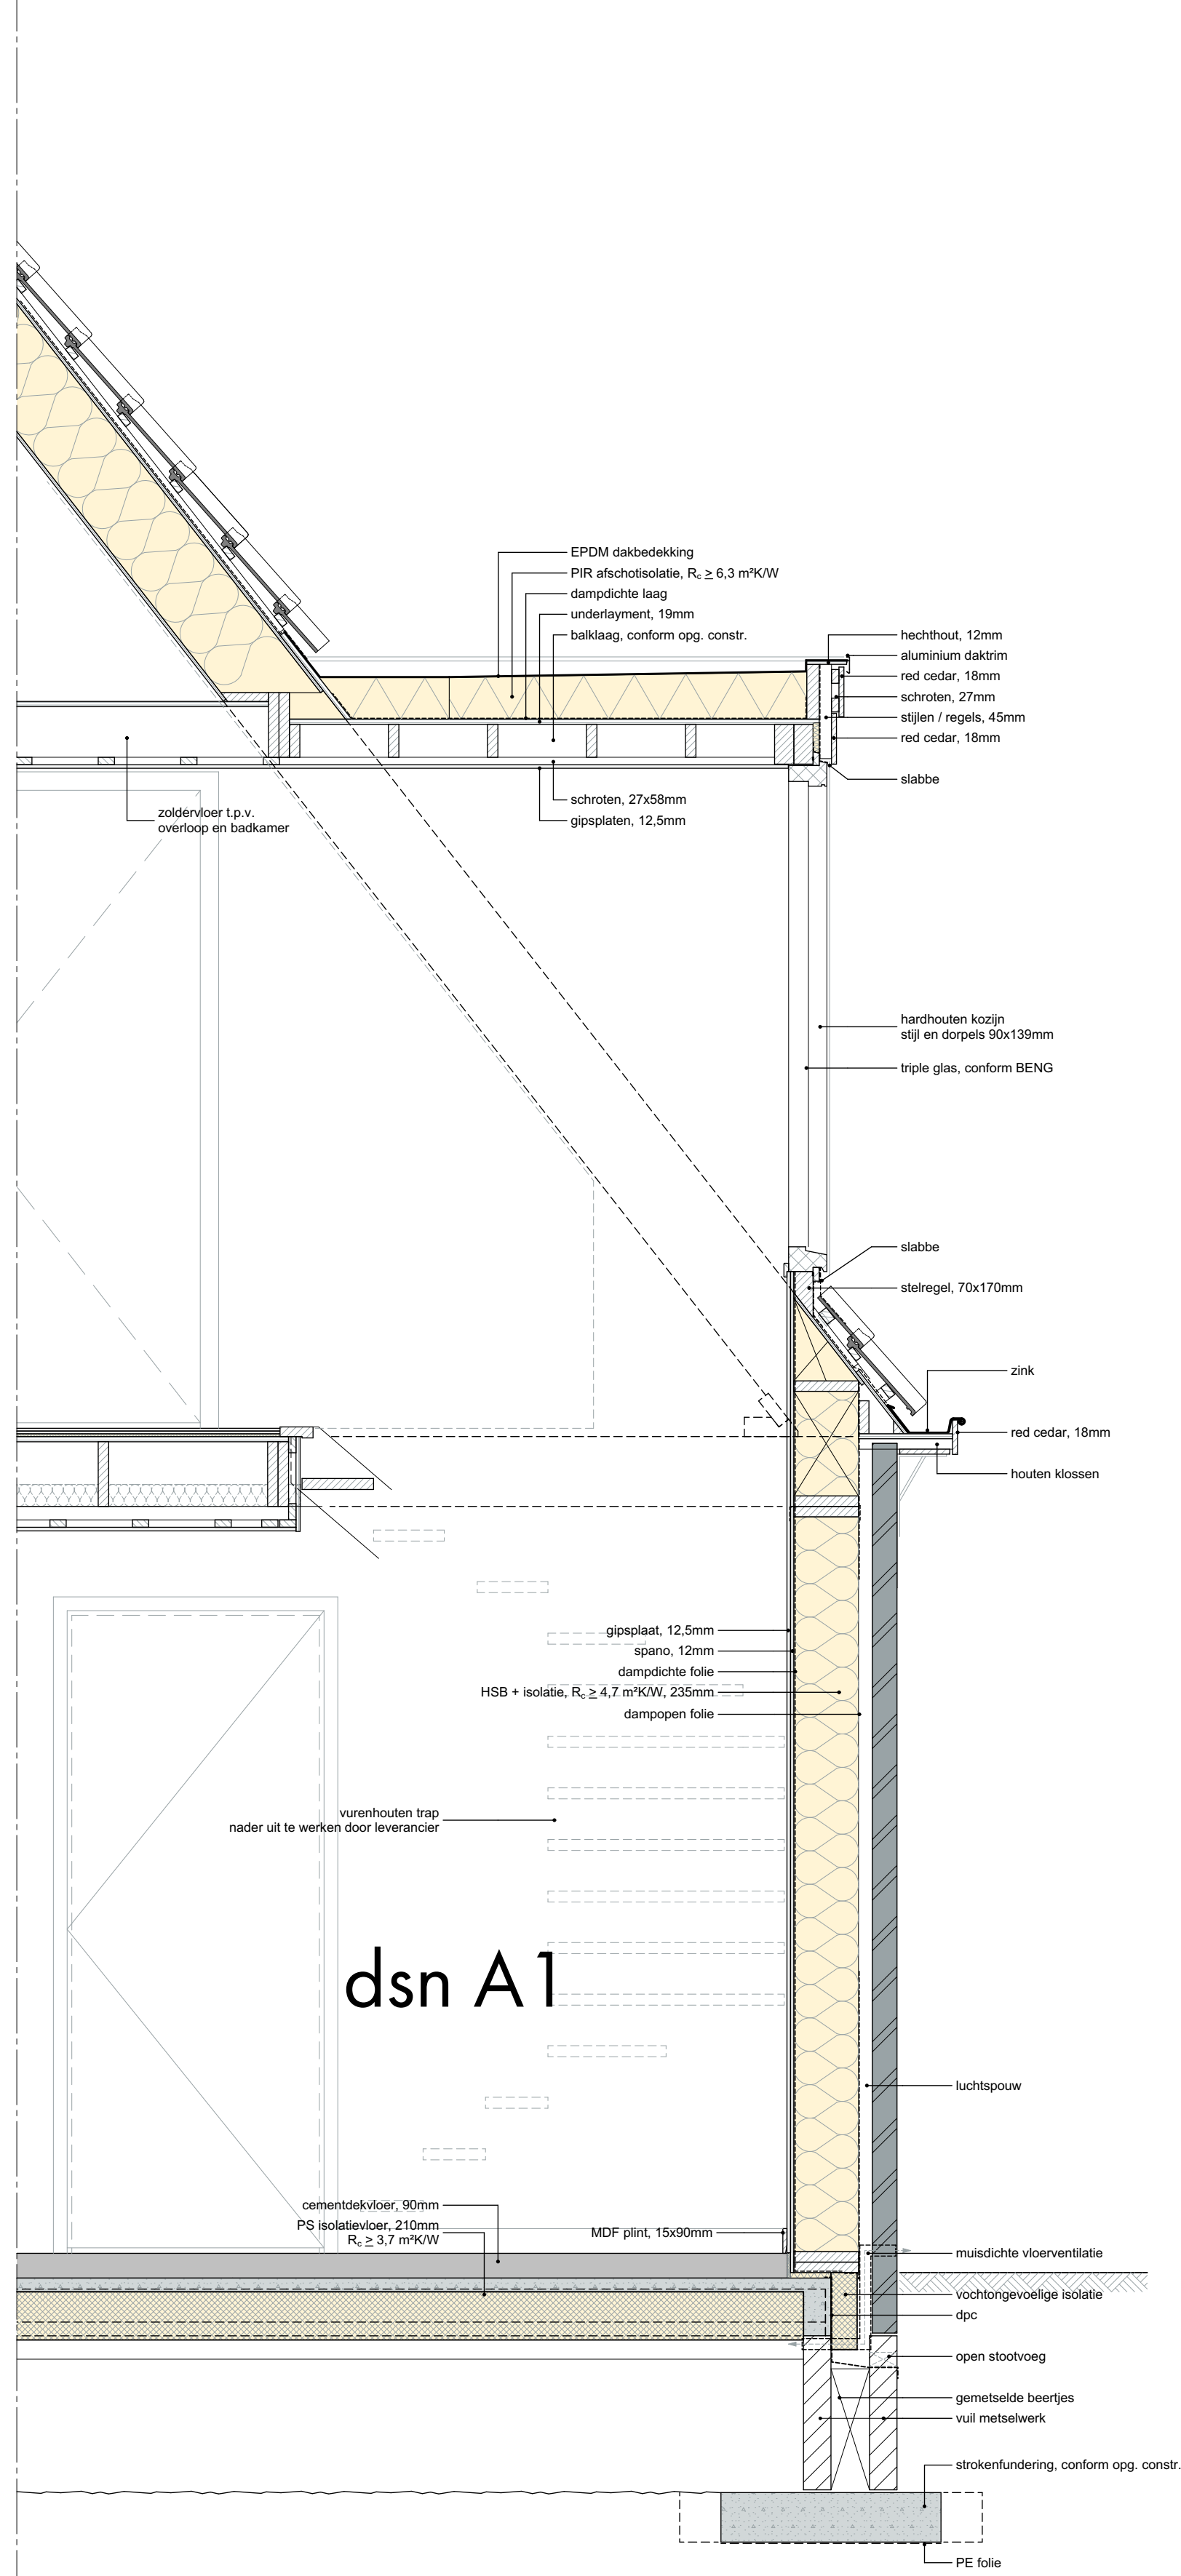 EPDM dakbedekking
PIR afschotisolatie, Rc ≥ 6,3 m²K/W
dampdichte laag
underlayment, 19mm
balklaag, conform opg. constr.
hechthout, 12mm
aluminium daktrim
red cedar, 18mm
schroten, 27mm
stijlen / regels, 45mm
red cedar, 18mm
slabbe
schroten, 27x58mm
gipsplaten, 12,5mm
zoldervloer t.p.v.
overloop en badkamer
hardhouten kozijn
stijl en dorpels 90x139mm
triple glas, conform BENG
slabbe
stelregel, 70x170mm
zink
red cedar, 18mm
houten klossen
gipsplaat, 12,5mm
spano, 12mm
dampdichte folie
HSB + isolatie, Rc ≥ 4,7 m²K/W, 235mm
dampopen folie
vurenhouten trap
nader uit te werken door leverancier
dsn A1
luchtspouw
cementdekvloer, 90mm
PS isolatievloer, 210mm
Rc ≥ 3,7 m²K/W
MDF plint, 15x90mm
muisdichte vloerventilatie
vochtongevoelige isolatie
dpc
open stootvoeg
gemetselde beertjes
vuil metselwerk
strokenfundering, conform opg. constr.
PE folie